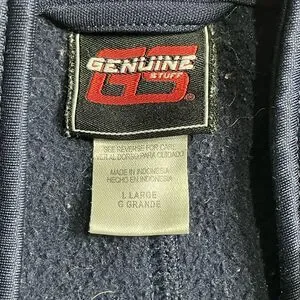 GS
GENUINE
STUFF
®
SEE REVERSE FOR CARE
VER AL DORSO PARA CUIDADO
MADE IN INDONESIA
HECHO EN INDONESIA
L LARGE
G GRANDE